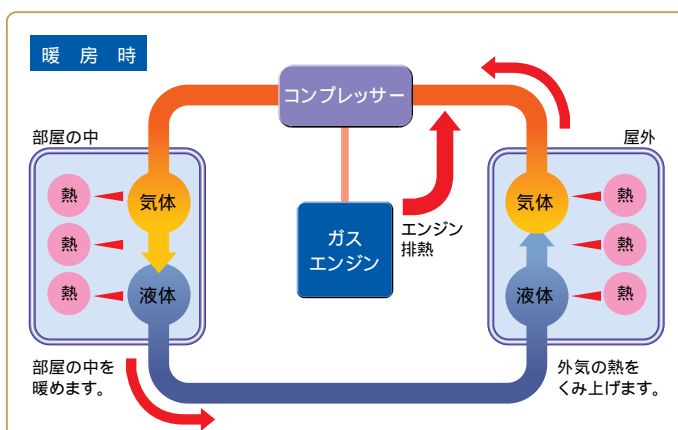 暖房時
コンプレッサー
部屋の中
屋外
熱
気体
気体
熱
ガス
エンジン
エンジン
排熱
熱
熱
熱
液体
液体
熱
部屋の中を
暖めます。
外気の熱を
くみ上げます。